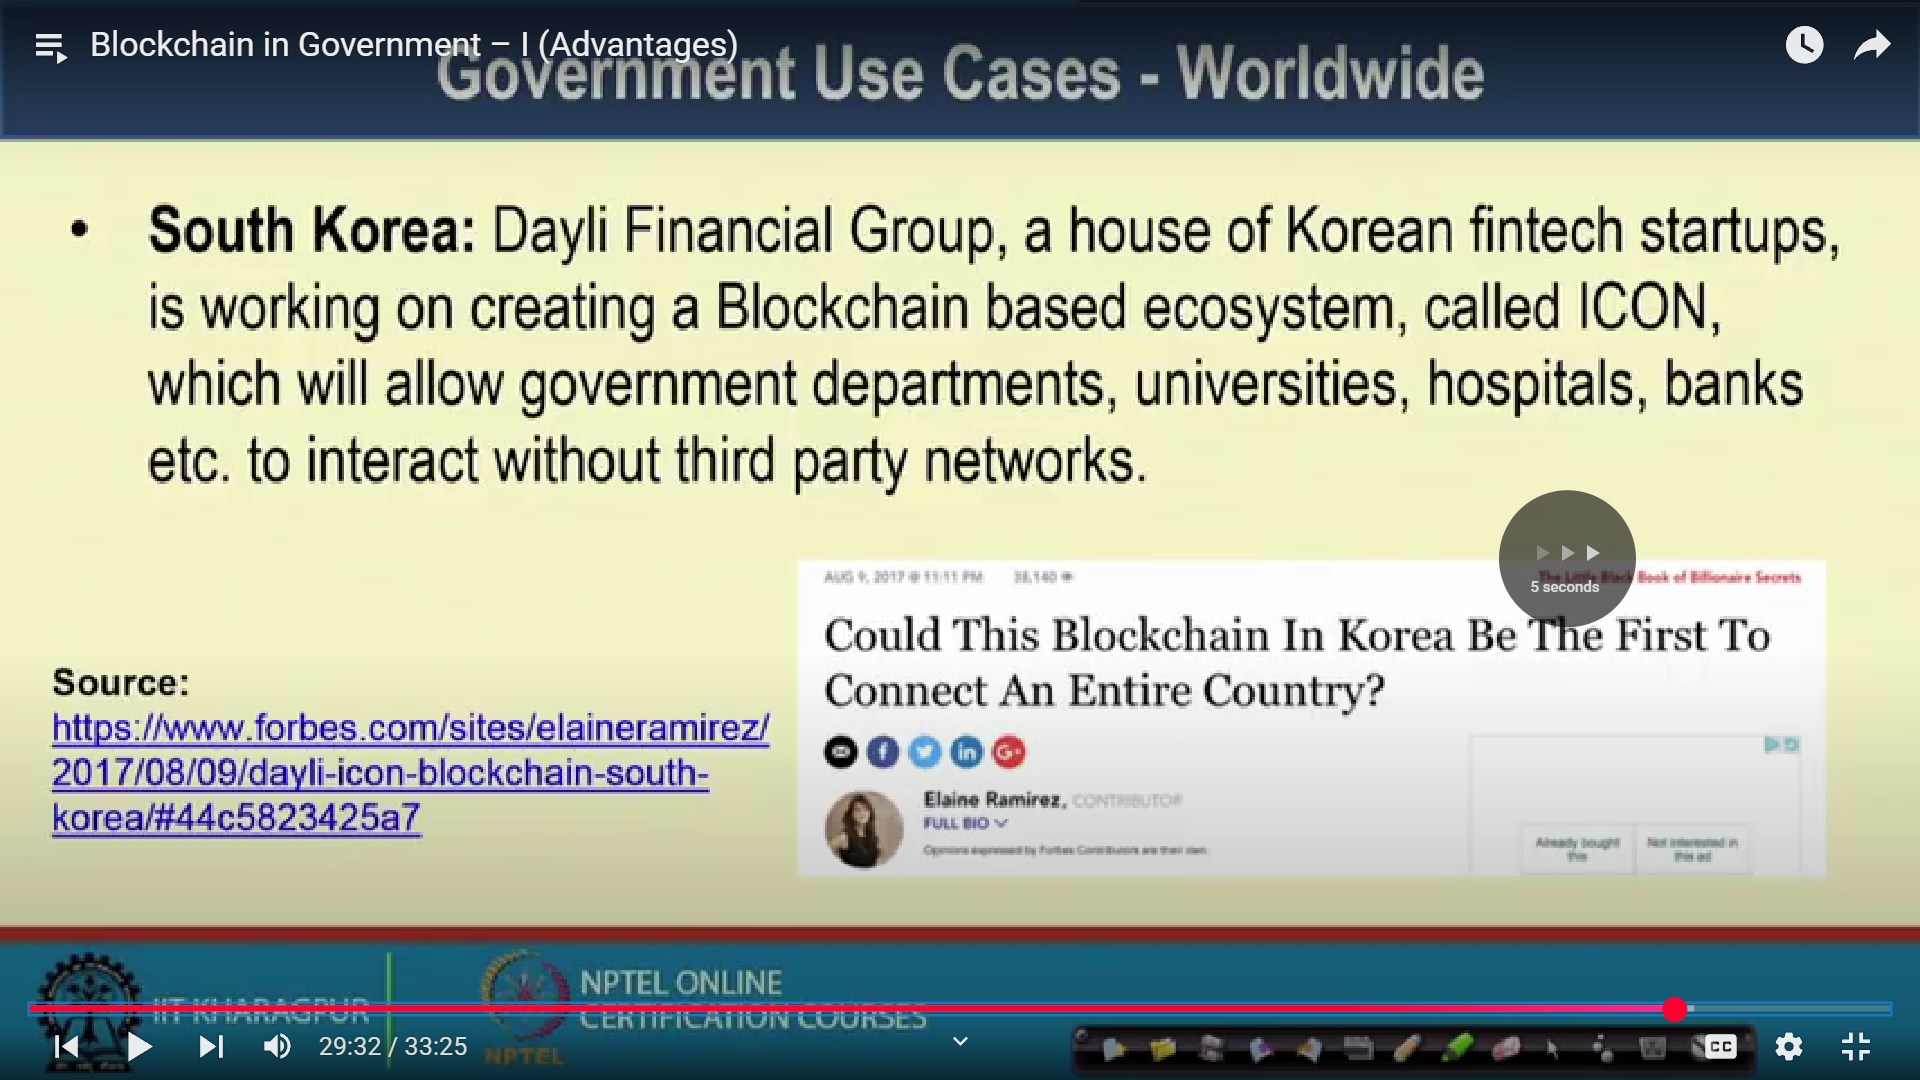 Blockchain in Government – I (Advantages)
Government Use Cases - Worldwide
• South Korea: Dayli Financial Group, a house of Korean fintech startups,
is working on creating a Blockchain based ecosystem, called ICON,
which will allow government departments, universities, hospitals, banks
etc. to interact without third party networks.
5 seconds
AUG 9, 2017 @ 11:11 PM
38,140
The Little Black Book of Billionaire Secrets
Could This Blockchain In Korea Be The First To
Connect An Entire Country?
Elaine Ramirez, CONTRIBUTOR
FULL BIO
Opinions expressed by Forbes Contributors are their own.
Already bought
this
Not interested in
this ad
Source:
https://www.forbes.com/sites/elaineramirez/
2017/08/09/dayli-icon-blockchain-south-
korea/#44c5823425a7
IIT KHARAGPUR
NPTEL ONLINE
CERTIFICATION COURSES
NPTEL
29:32 / 33:25
CC